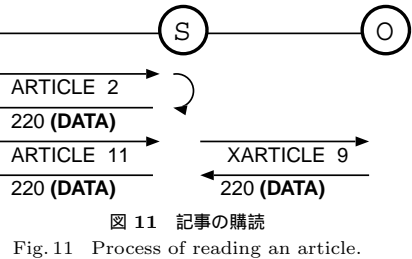 S O
ARTICLE 2
220 (DATA)
ARTICLE 11 XARTICLE 9
220 (DATA) 220 (DATA)
図 11 記事の購読
Fig. 11 Process of reading an article.